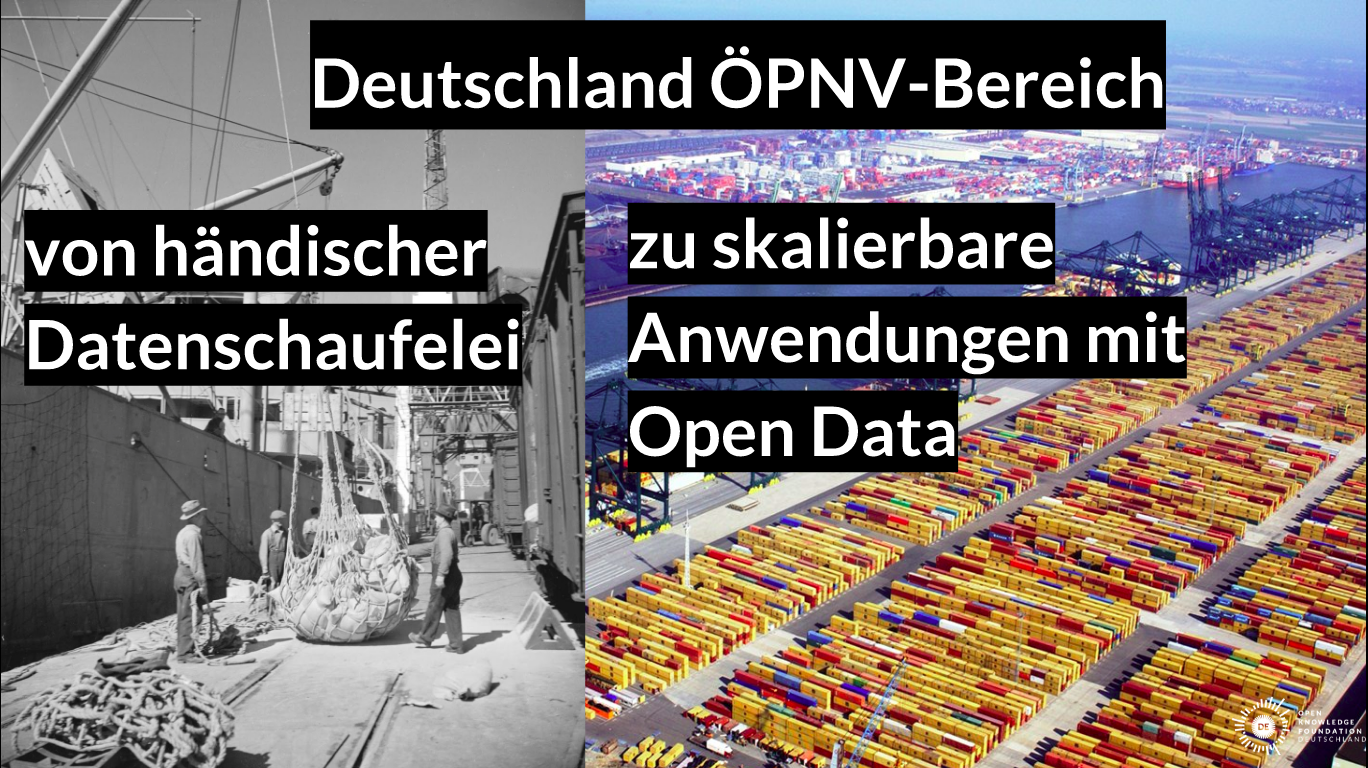 Deutschland ÖPNV-Bereich
von händischer
Datenschaufelei
zu skalierbare
Anwendungen mit
Open Data
DE
OPEN
KNOWLEDGE
FOUNDATION
DEUTSCHLAND